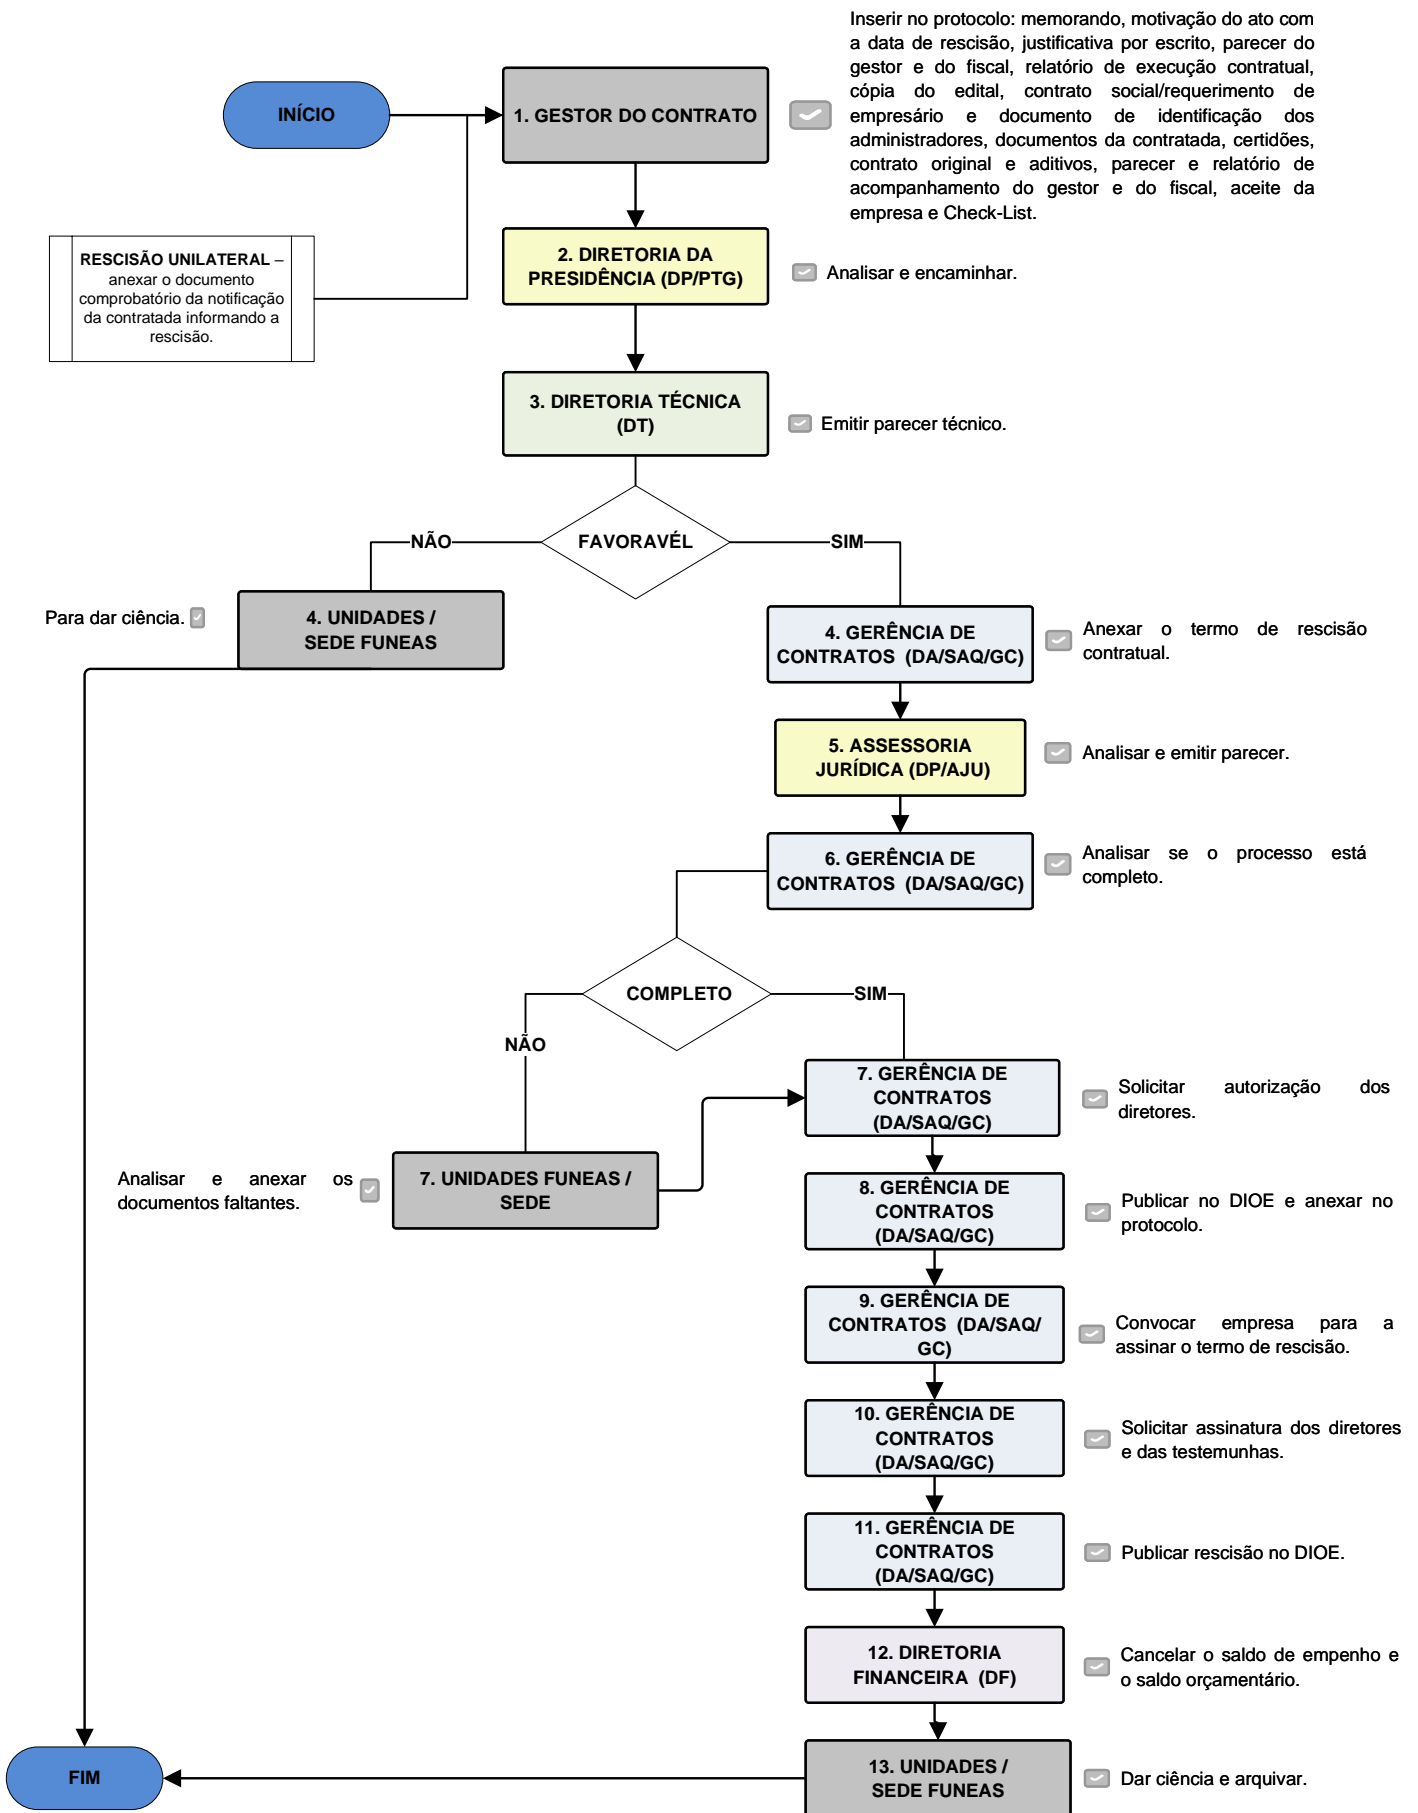 Inserir no protocolo: memorando, motivação do ato com
a data de rescisão, justificativa por escrito, parecer do
gestor e do fiscal, relatório de execução contratual,
cópia do edital, contrato social/requerimento de
empresário e documento de identificação dos
administradores, documentos da contratada, certidões,
contrato original e aditivos, parecer e relatório de
acompanhamento do gestor e do fiscal, aceite da
empresa e Check-List.
INÍCIO
1. GESTOR DO CONTRATO
RESCISÃO UNILATERAL –
anexar o documento
comprobatório da notificação
da contratada informando a
rescisão.
2. DIRETORIA DA
PRESIDÊNCIA (DP/PTG)
Analisar e encaminhar.
3. DIRETORIA TÉCNICA
(DT)
Emitir parecer técnico.
NÃO
FAVORAVÉL
SIM
Para dar ciência.
4. UNIDADES /
SEDE FUNEAS
4. GERÊNCIA DE
CONTRATOS (DA/SAQ/GC)
Anexar o termo de rescisão
contratual.
5. ASSESSORIA
JURÍDICA (DP/AJU)
Analisar e emitir parecer.
6. GERÊNCIA DE
CONTRATOS (DA/SAQ/GC)
Analisar se o processo está
completo.
COMPLETO
SIM
NÃO
7. GERÊNCIA DE
CONTRATOS
(DA/SAQ/GC)
Solicitar autorização dos
diretores.
Analisar e anexar os
documentos faltantes.
7. UNIDADES FUNEAS /
SEDE
8. GERÊNCIA DE
CONTRATOS
(DA/SAQ/GC)
Publicar no DIOE e anexar no
protocolo.
9. GERÊNCIA DE
CONTRATOS (DA/SAQ/
GC)
Convocar empresa para a
assinar o termo de rescisão.
10. GERÊNCIA DE
CONTRATOS
(DA/SAQ/GC)
Solicitar assinatura dos diretores
e das testemunhas.
11. GERÊNCIA DE
CONTRATOS
(DA/SAQ/GC)
Publicar rescisão no DIOE.
12. DIRETORIA
FINANCEIRA (DF)
Cancelar o saldo de empenho e
o saldo orçamentário.
FIM
13. UNIDADES /
SEDE FUNEAS
Dar ciência e arquivar.